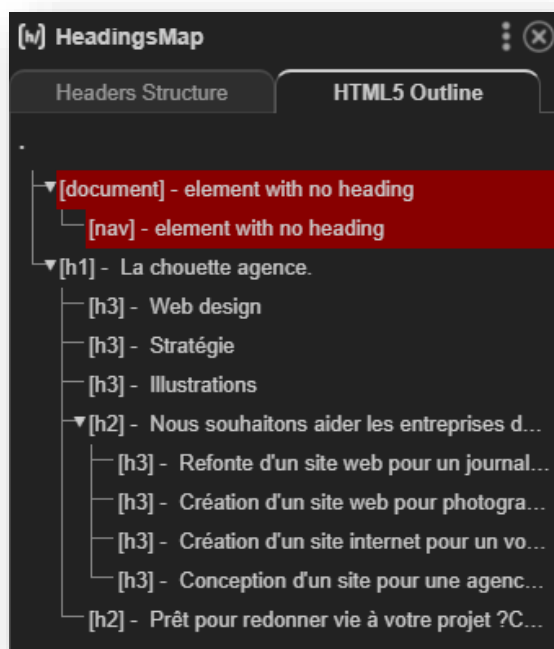 [h/] HeadingsMap
Headers Structure HTML5 Outline
.
[document] - element with no heading
[nav] - element with no heading
[h1] - La chouette agence.
[h3] - Web design
[h3] - Stratégie
[h3] - Illustrations
[h2] - Nous souhaitons aider les entreprises d...
[h3] - Refonte d'un site web pour un journal...
[h3] - Création d'un site web pour photogra...
[h3] - Création d'un site internet pour un vo...
[h3] - Conception d'un site pour une agenc...
[h2] - Prêt pour redonner vie à votre projet ?C...